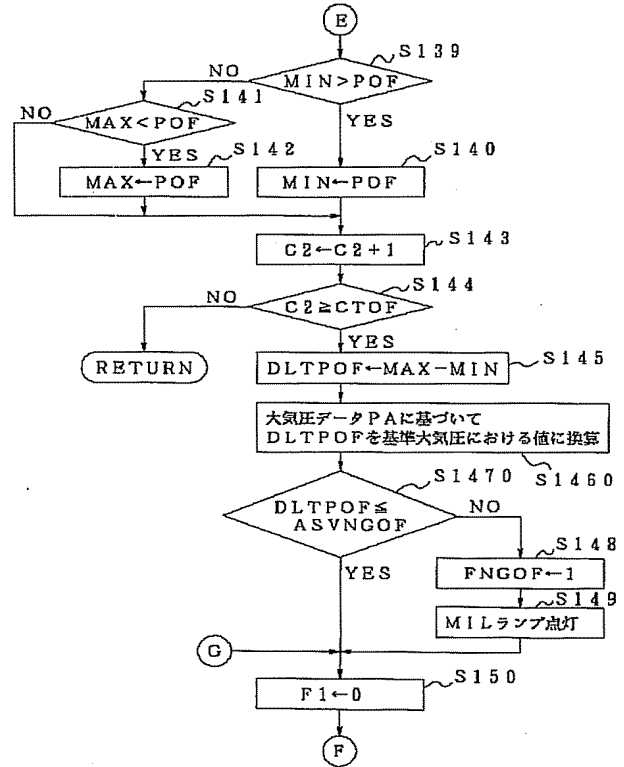 E
S139
NO
MIN>POF
S141
NO
MAX<POF
YES
YES
S142
S140
MAX←POF
MIN←POF
S143
C2←C2+1
S144
NO
C2≧CTOF
YES
RETURN
S145
DLTPOF←MAX−MIN
大気圧データPAに基づいて
DLTPOFを基準大気圧における値に換算
S1460
S1470
DLTPOF≦
ASVNGOF
NO
S148
YES
FNGOF←1
S149
MILランプ点灯
G
S150
F1←0
F